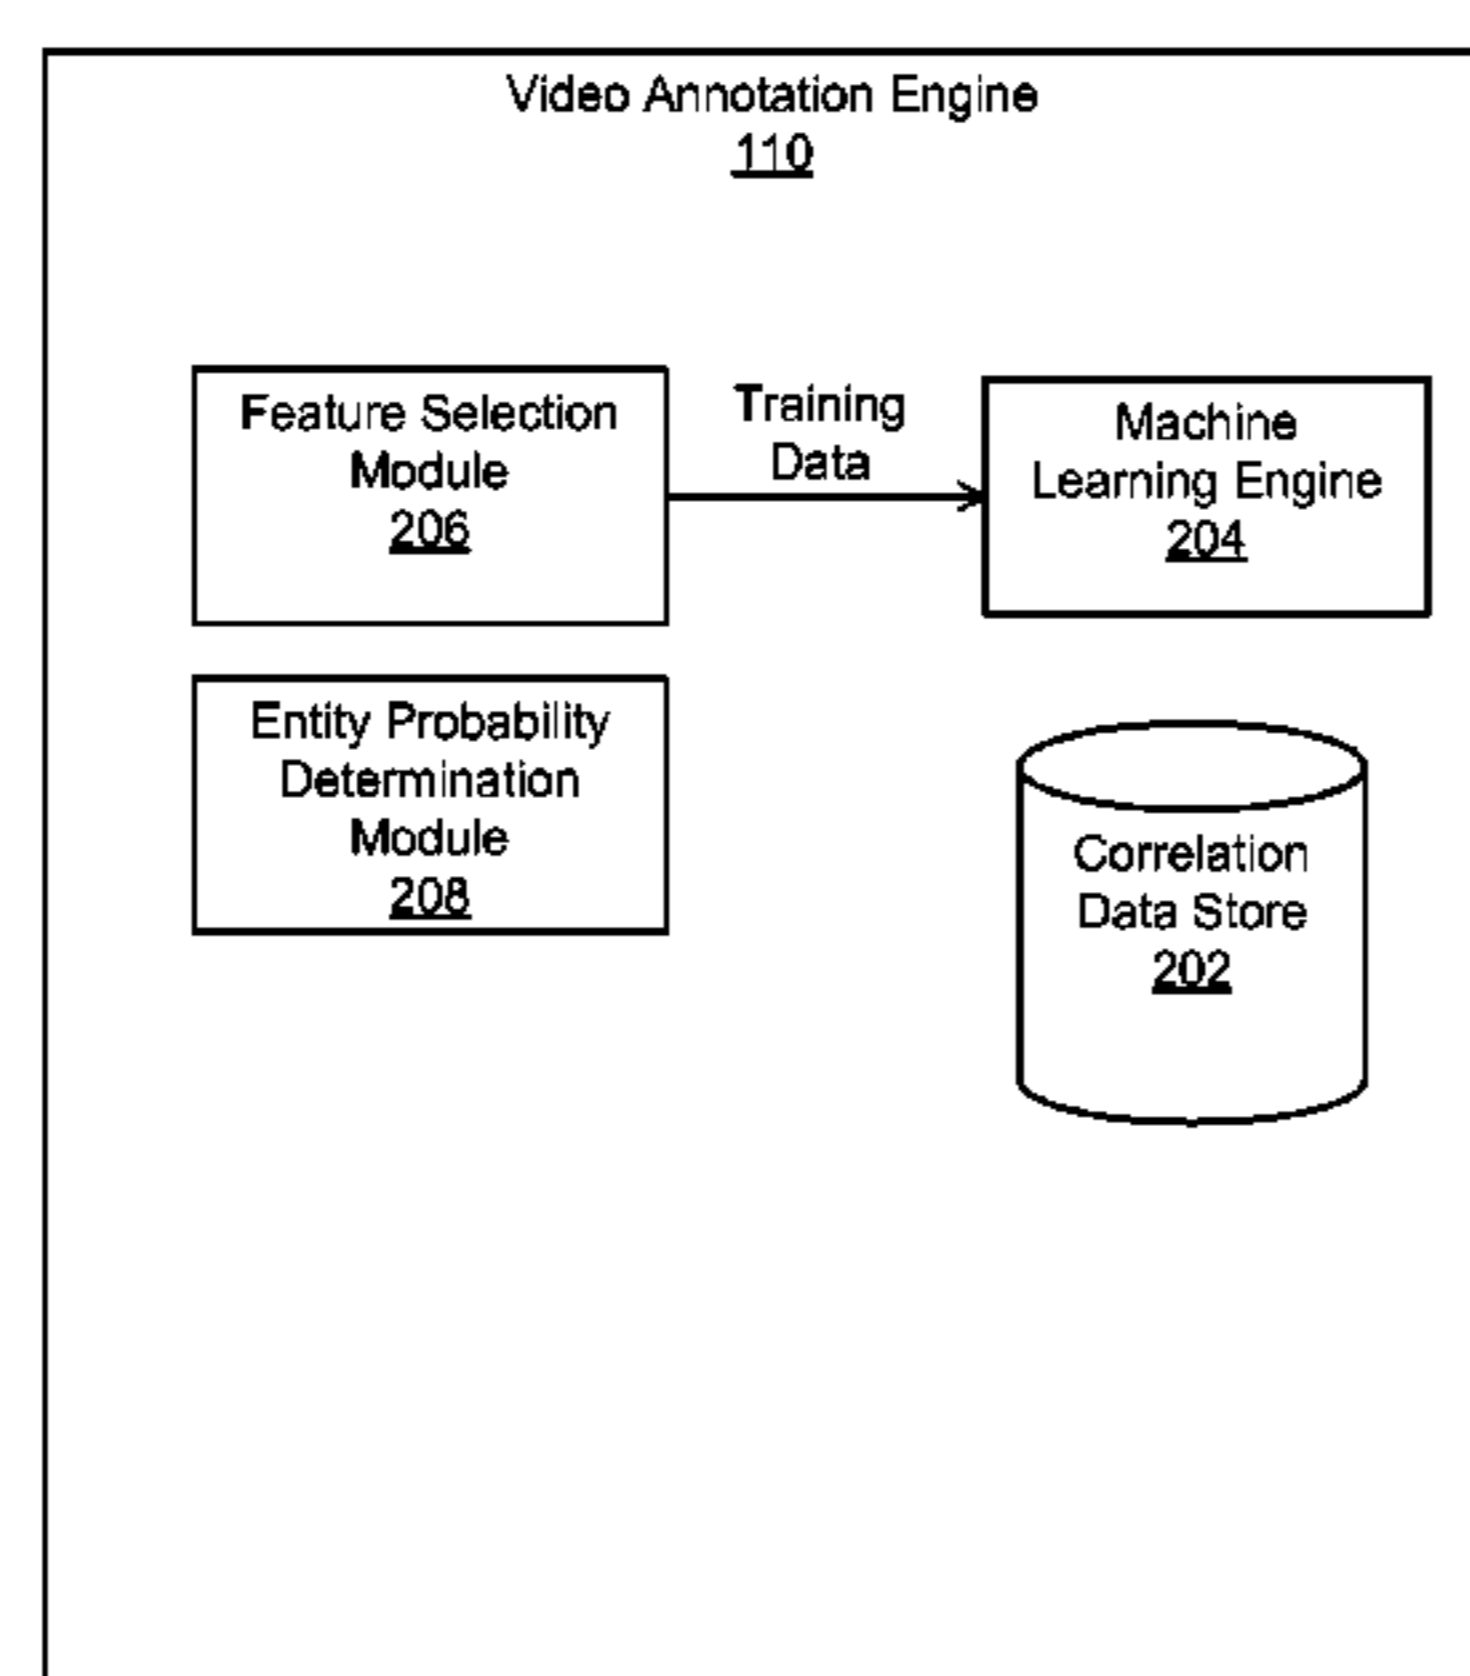 Video Annotation Engine
110
Feature Selection
Module
206
Training
Data
Machine
Learning Engine
204
Entity Probability
Determination
Module
208
Correlation
Data Store
202